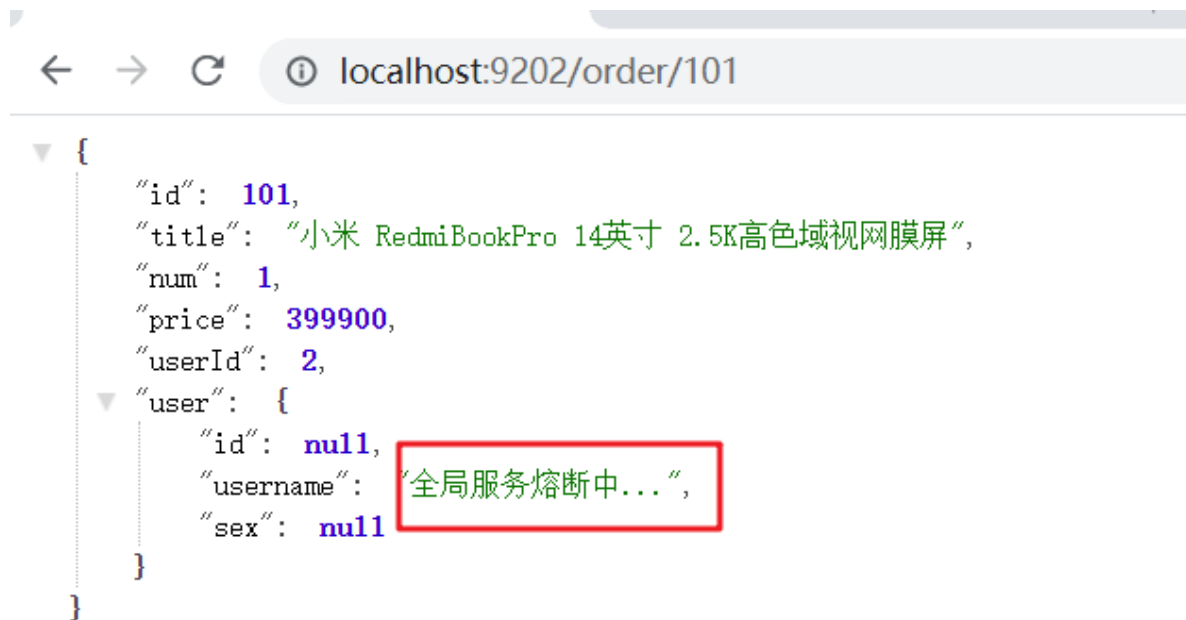 localhost:9202/order/101
{
"id": 101,
"title": "小米 RedmiBookPro 14英寸 2.5K高色域视网膜屏",
"num": 1,
"price": 399900,
"userId": 2,
"user": {
"id": null,
"username": "全局服务熔断中...",
"sex": null
}
}